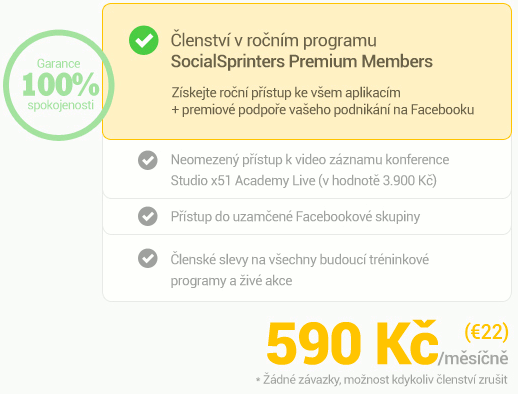 Garance
100%
spokojenosti
Členství v ročním programu
SocialSprinters Premium Members
Získejte roční přístup ke všem aplikacím
+ premiové podpoře vašeho podnikání na Facebooku
Neomezený přístup k video záznamu konference
Studio x51 Academy Live (v hodnotě 3.900 Kč)
Přístup do uzamčené Facebookové skupiny
Členské slevy na všechny budoucí tréninkové
programy a živé akce
590 Kč (€22)
/měsíčně
* Žádné závazky, možnost kdykoliv členství zrušit